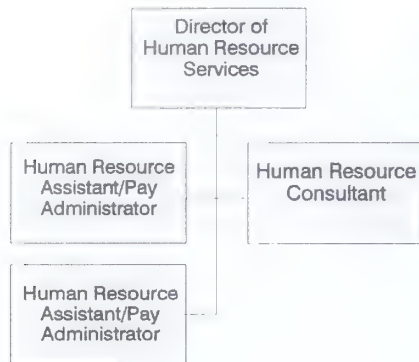 Director of
Human Resource
Services
Human Resource
Assistant/Pay
Administrator
Human Resource
Consultant
Human Resource
Assistant/Pay
Administrator